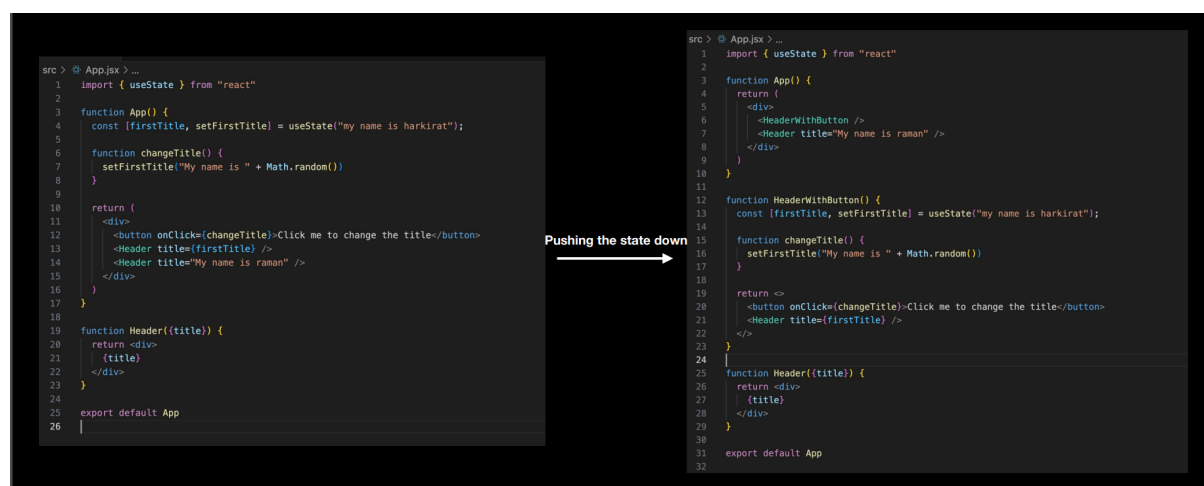 src > App.jsx > ...
1 import { useState } from "react"
2
3 function App() {
4 const [firstTitle, setFirstTitle] = useState("my name is harkirat");
5
6 function changeTitle() {
7 setFirstTitle("My name is " + Math.random())
8 }
9
10 return (
11 <div>
12 <button onClick={changeTitle}>Click me to change the title</button>
13 <Header title={firstTitle} />
14 <Header title="My name is raman" />
15 </div>
16 )
17 }
18
19 function Header({title}) {
20 return <div>
21 {title}
22 </div>
23 }
24
25 export default App
26
Pushing the state down
src > App.jsx > ...
1 import { useState } from "react"
2
3 function App() {
4 return (
5 <div>
6 <HeaderWithButton />
7 <Header title="My name is raman" />
8 </div>
9 )
10 }
11
12 function HeaderWithButton() {
13 const [firstTitle, setFirstTitle] = useState("my name is harkirat");
14
15 function changeTitle() {
16 setFirstTitle("My name is " + Math.random())
17 }
18
19 return <>
20 <button onClick={changeTitle}>Click me to change the title</button>
21 <Header title={firstTitle} />
22 </>
23 }
24
25 function Header({title}) {
26 return <div>
27 {title}
28 </div>
29 }
30
31 export default App
32